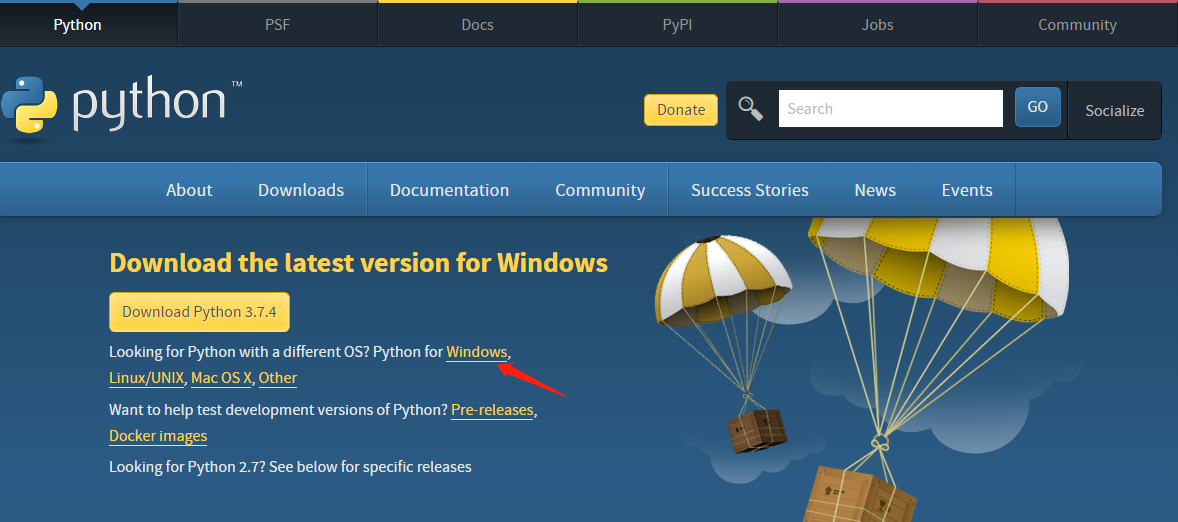 Python PSF Docs PyPI Jobs Community
python™
Donate Search GO Socialize
About Downloads Documentation Community Success Stories News Events
Download the latest version for Windows
Download Python 3.7.4
Looking for Python with a different OS? Python for Windows,
Linux/UNIX, Mac OS X, Other
Want to help test development versions of Python? Pre-releases,
Docker images
Looking for Python 2.7? See below for specific releases